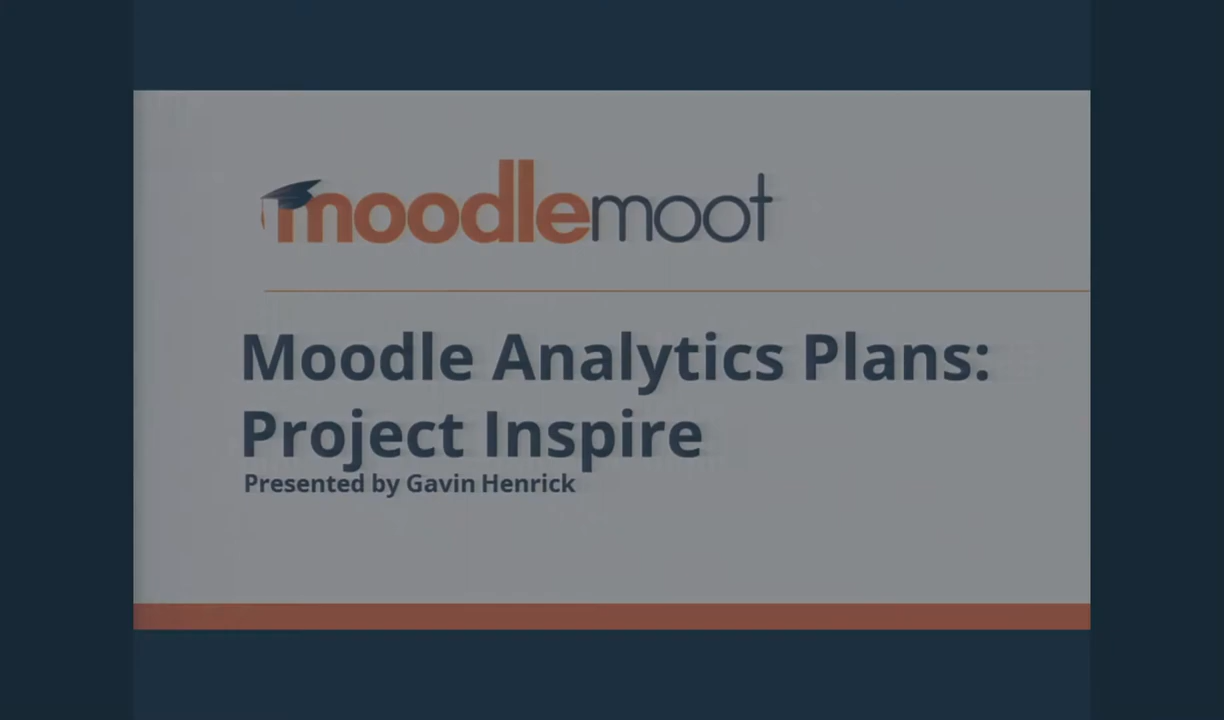 moodlemoot
Moodle Analytics Plans:
Project Inspire
Presented by Gavin Henrick